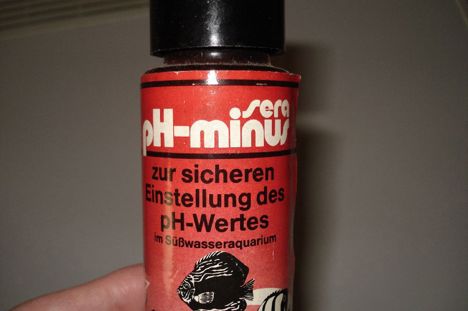 sera
pH-minus
zur sicheren
Einstellung des
pH-Wertes
im Süßwasseraquarium